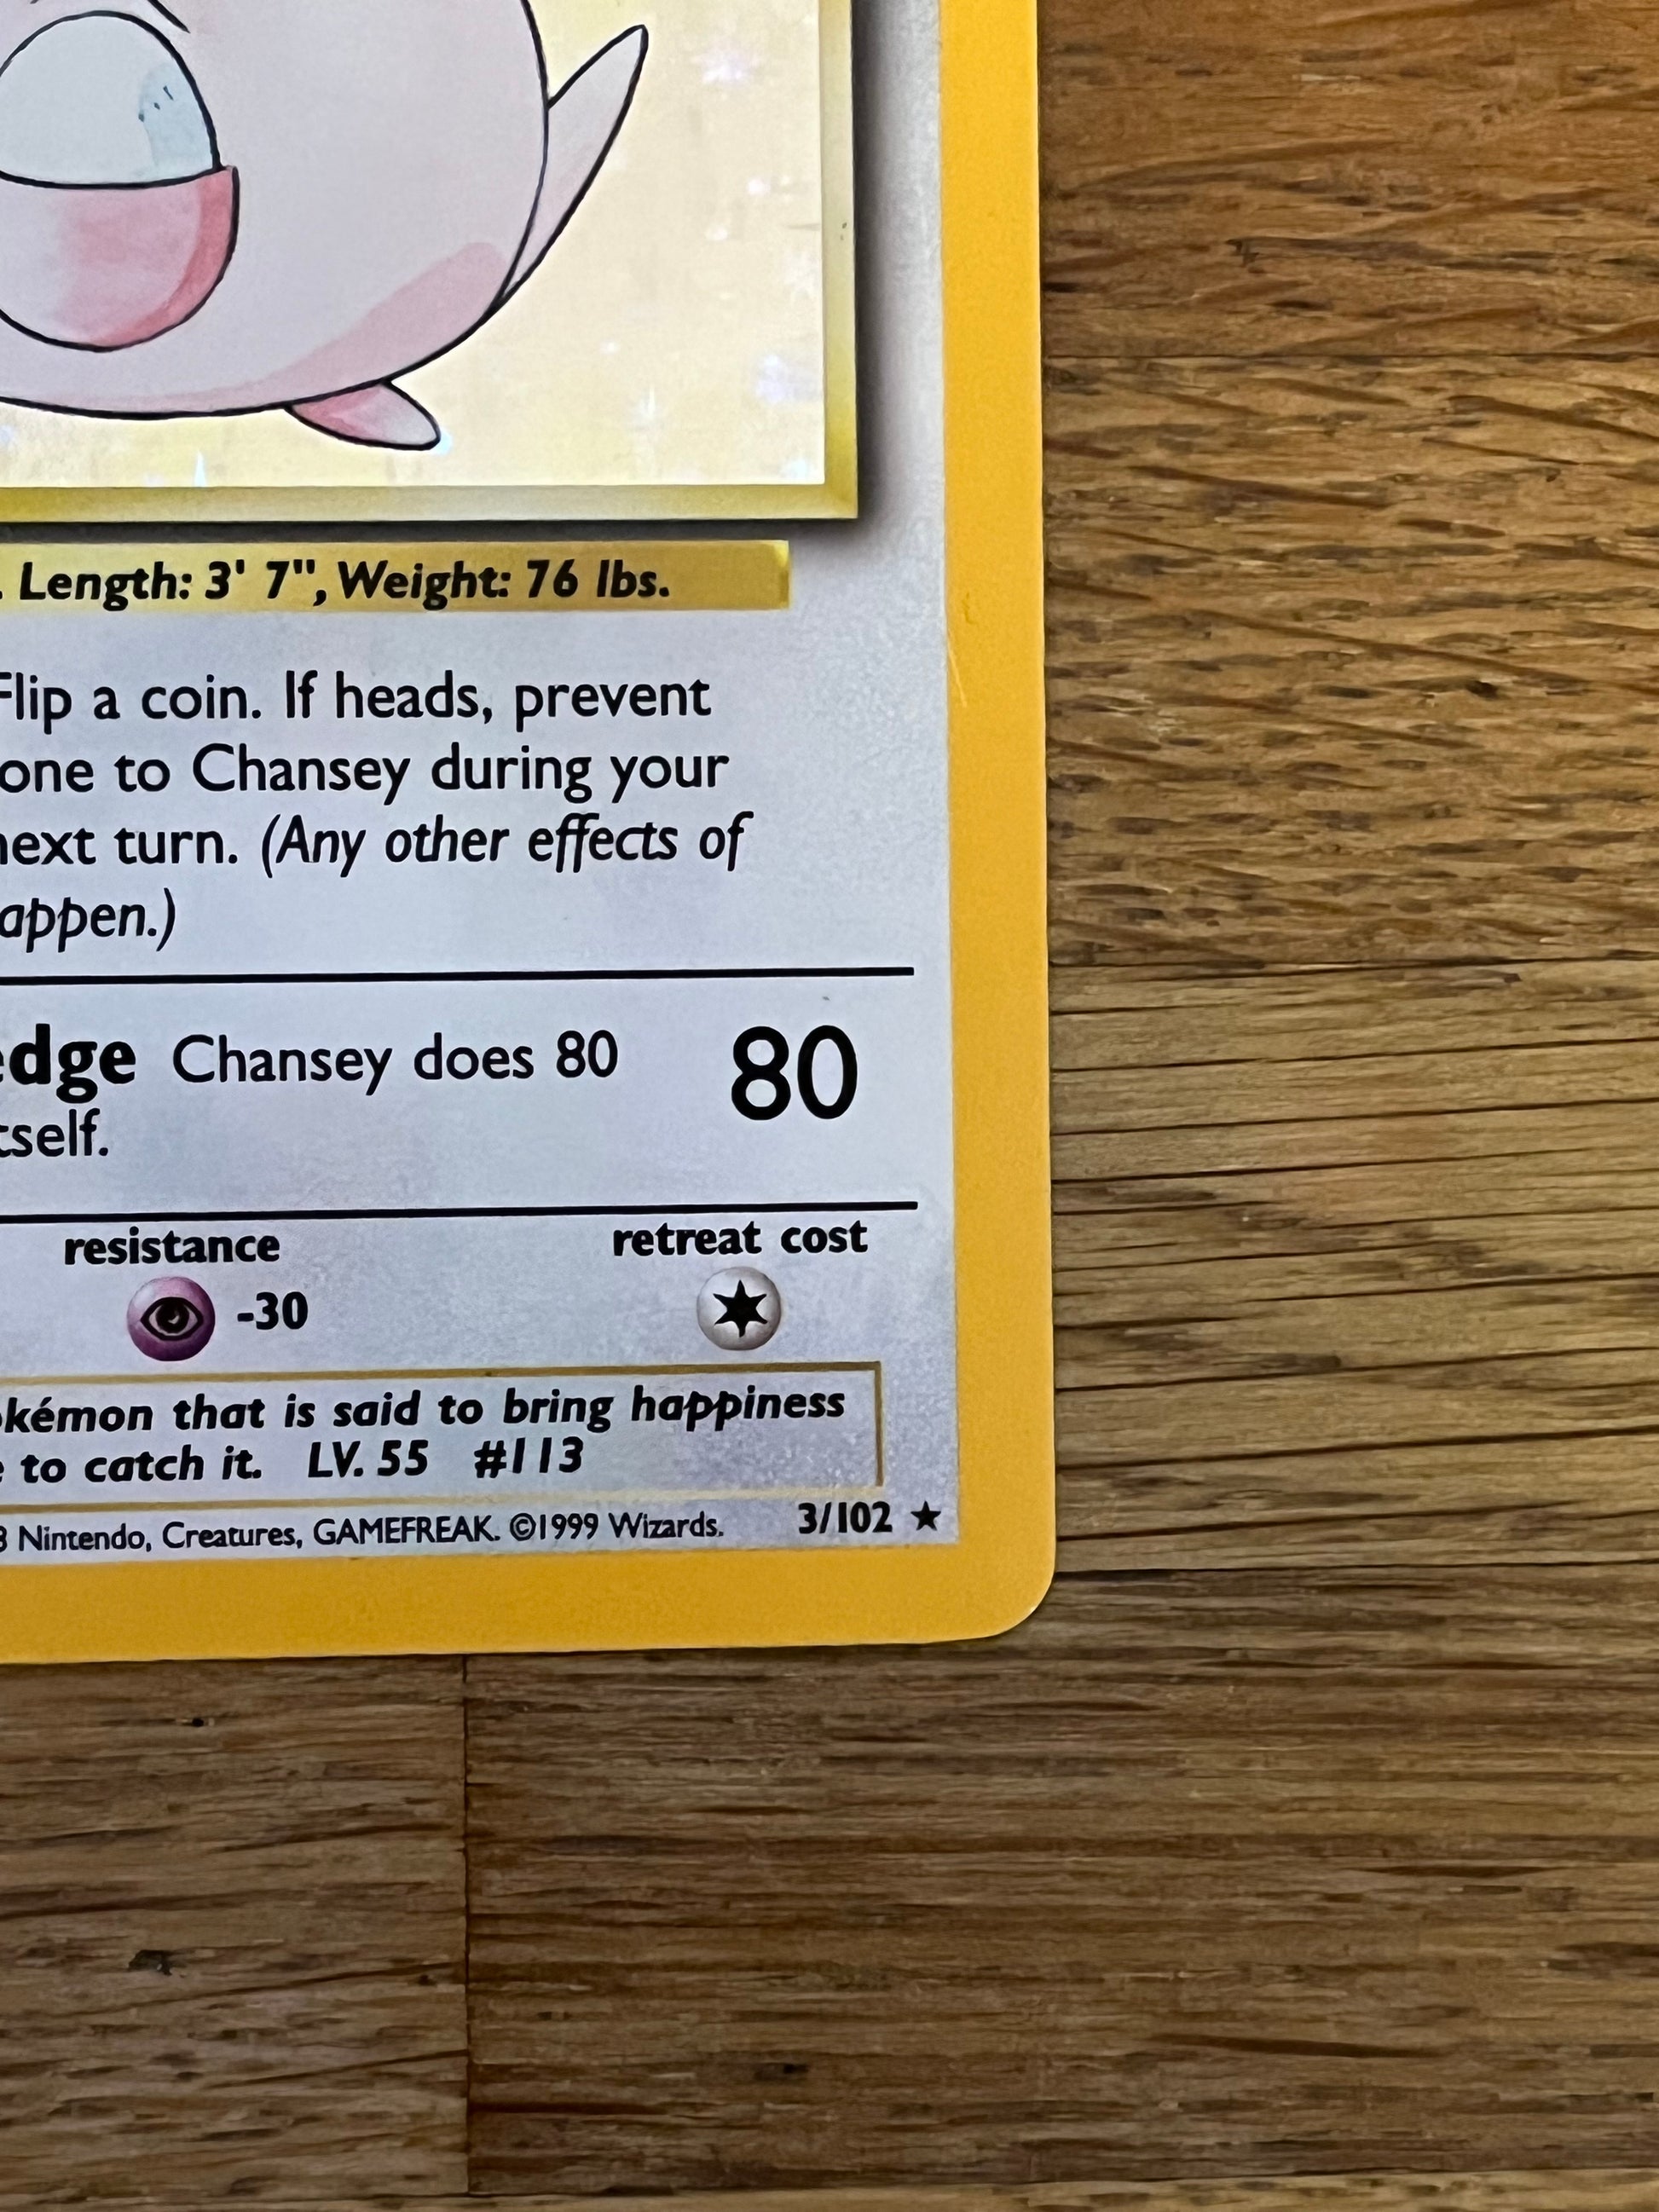 . Length: 3' 7", Weight: 76 lbs.
Flip a coin. If heads, prevent
one to Chansey during your
next turn. (Any other effects of
appen.)
edge Chansey does 80 80
tself.
resistance retreat cost
-30
okémon that is said to bring happiness
e to catch it. LV. 55 #113
8 Nintendo, Creatures, GAMEFREAK. ©1999 Wizards. 3/102 ★